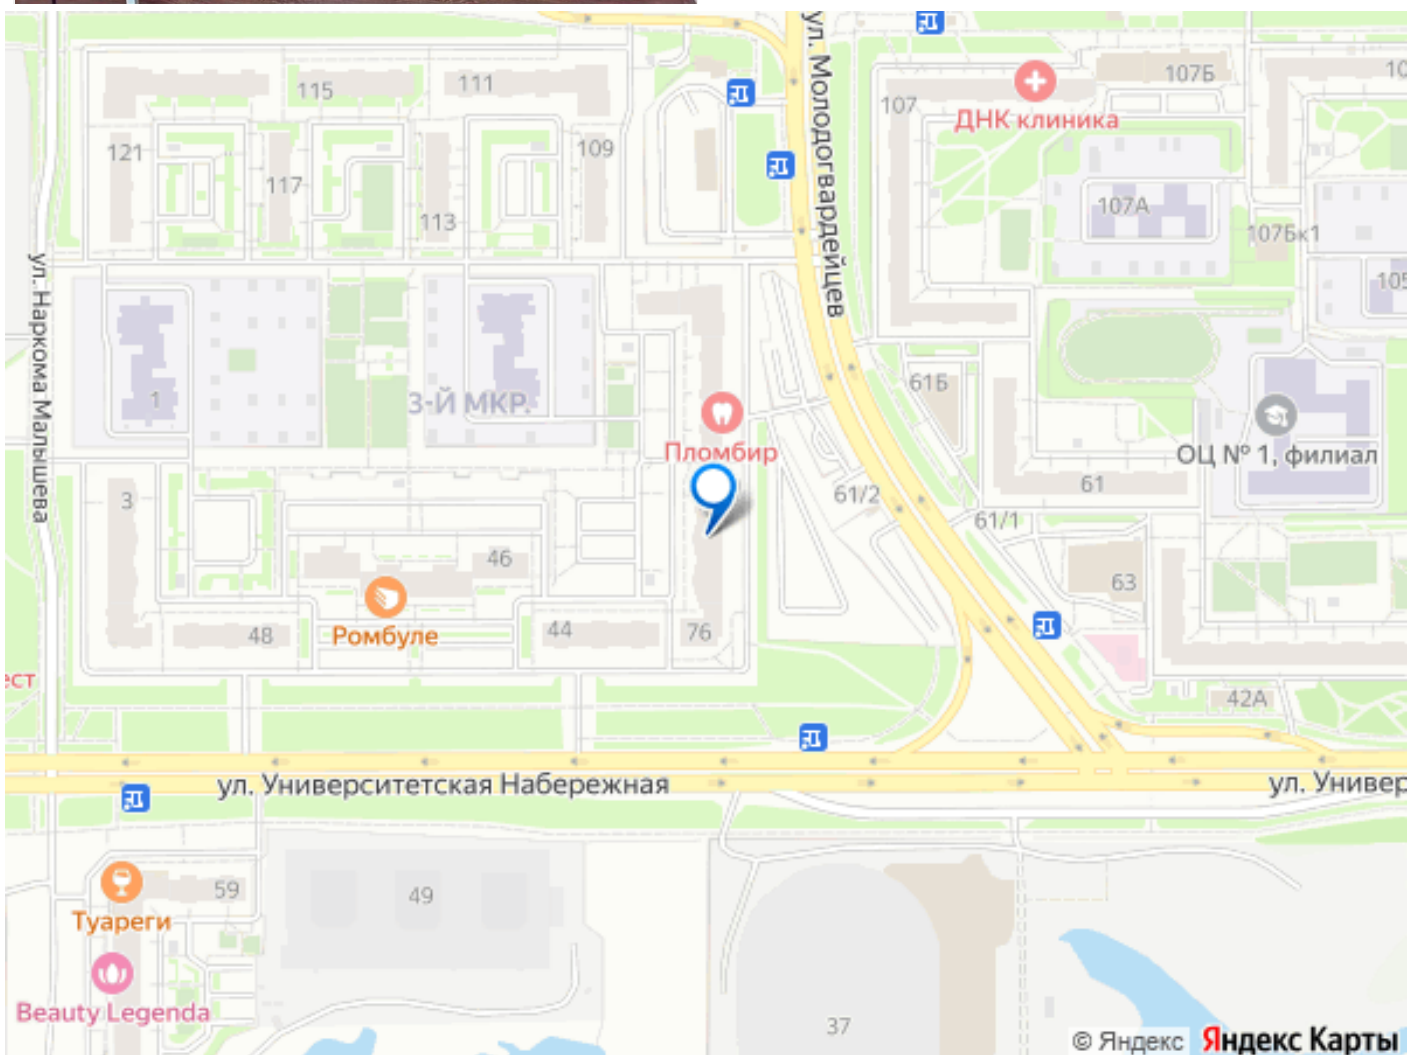 ул. Молодогвардейцев
107Б
10
115
111
107
ДНК клиника
121
109
117
107А
113
107Бк1
ул. Наркома Малышева
105
61Б
1
3-Й МКР.
Пломбир
ОЦ № 1, филиал
3
61/2
61
61/1
46
63
Ромбуле
48
44
76
ест
42А
ул. Университетская Набережная
ул. Универ
59
49
Туареги
Beauty Legenda
37
© Яндекс Яндекс Карты